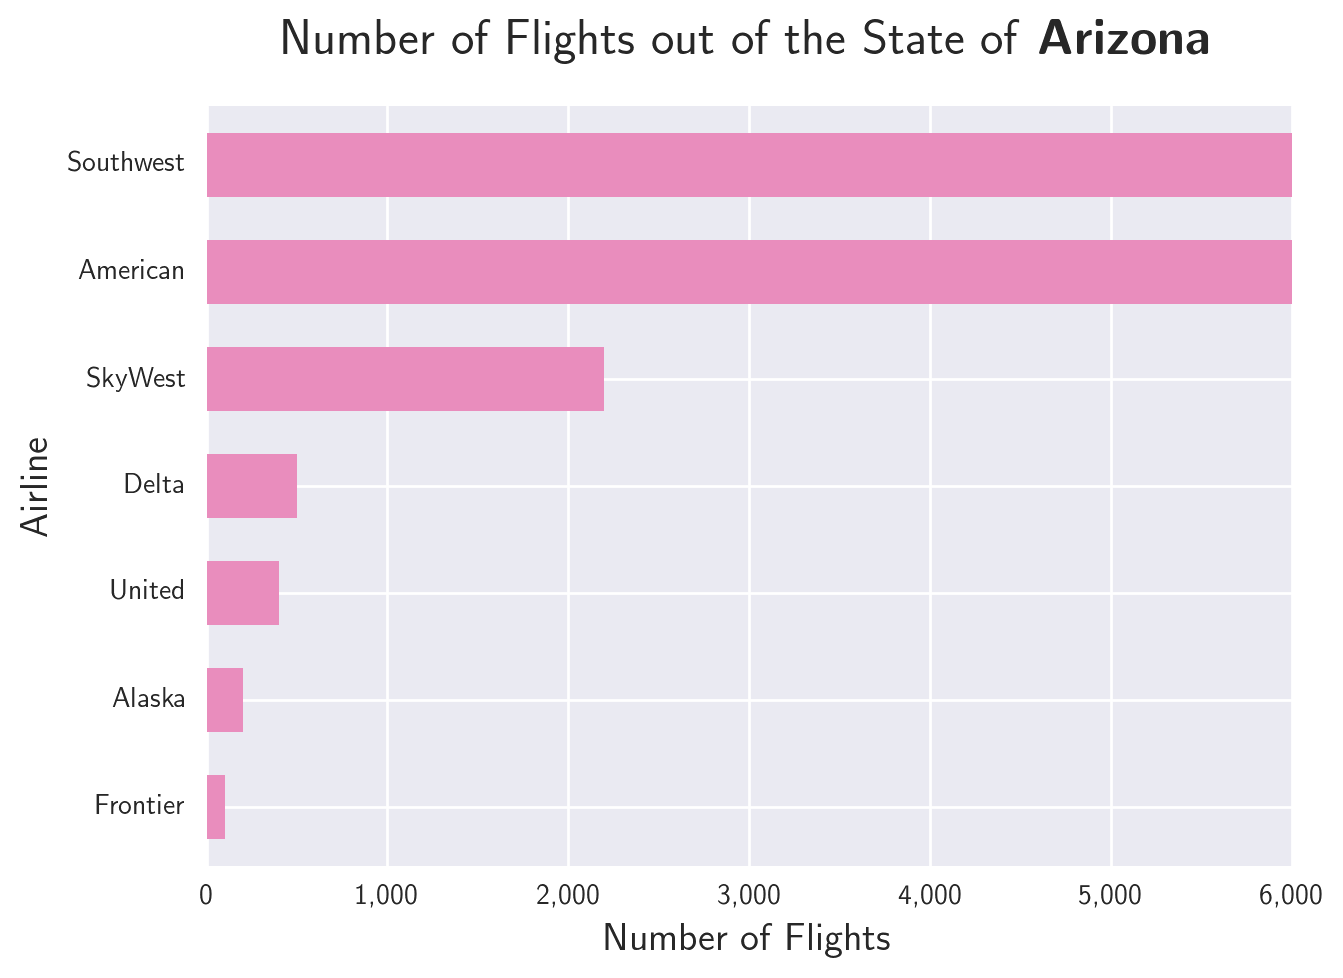 Number of Flights out of the State of Arizona
Southwest
American
SkyWest
Delta
United
Alaska
Frontier
Airline
0 1,000 2,000 3,000 4,000 5,000 6,000
Number of Flights